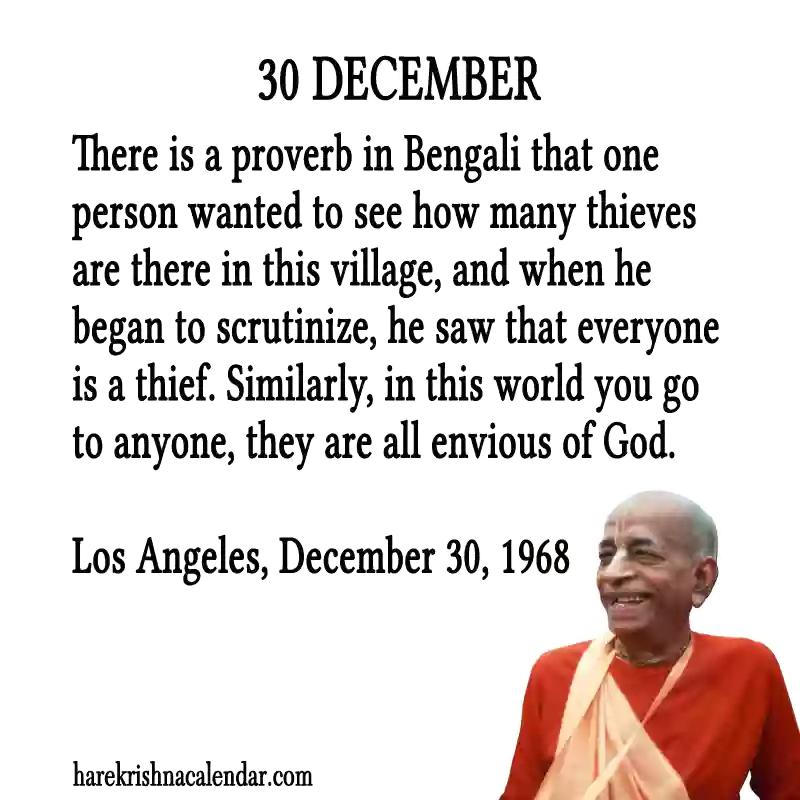 30 DECEMBER
There is a proverb in Bengali that one
person wanted to see how many thieves
are there in this village, and when he
began to scrutinize, he saw that everyone
is a thief. Similarly, in this world you go
to anyone, they are all envious of God.
Los Angeles, December 30, 1968
harekrishnacalendar.com